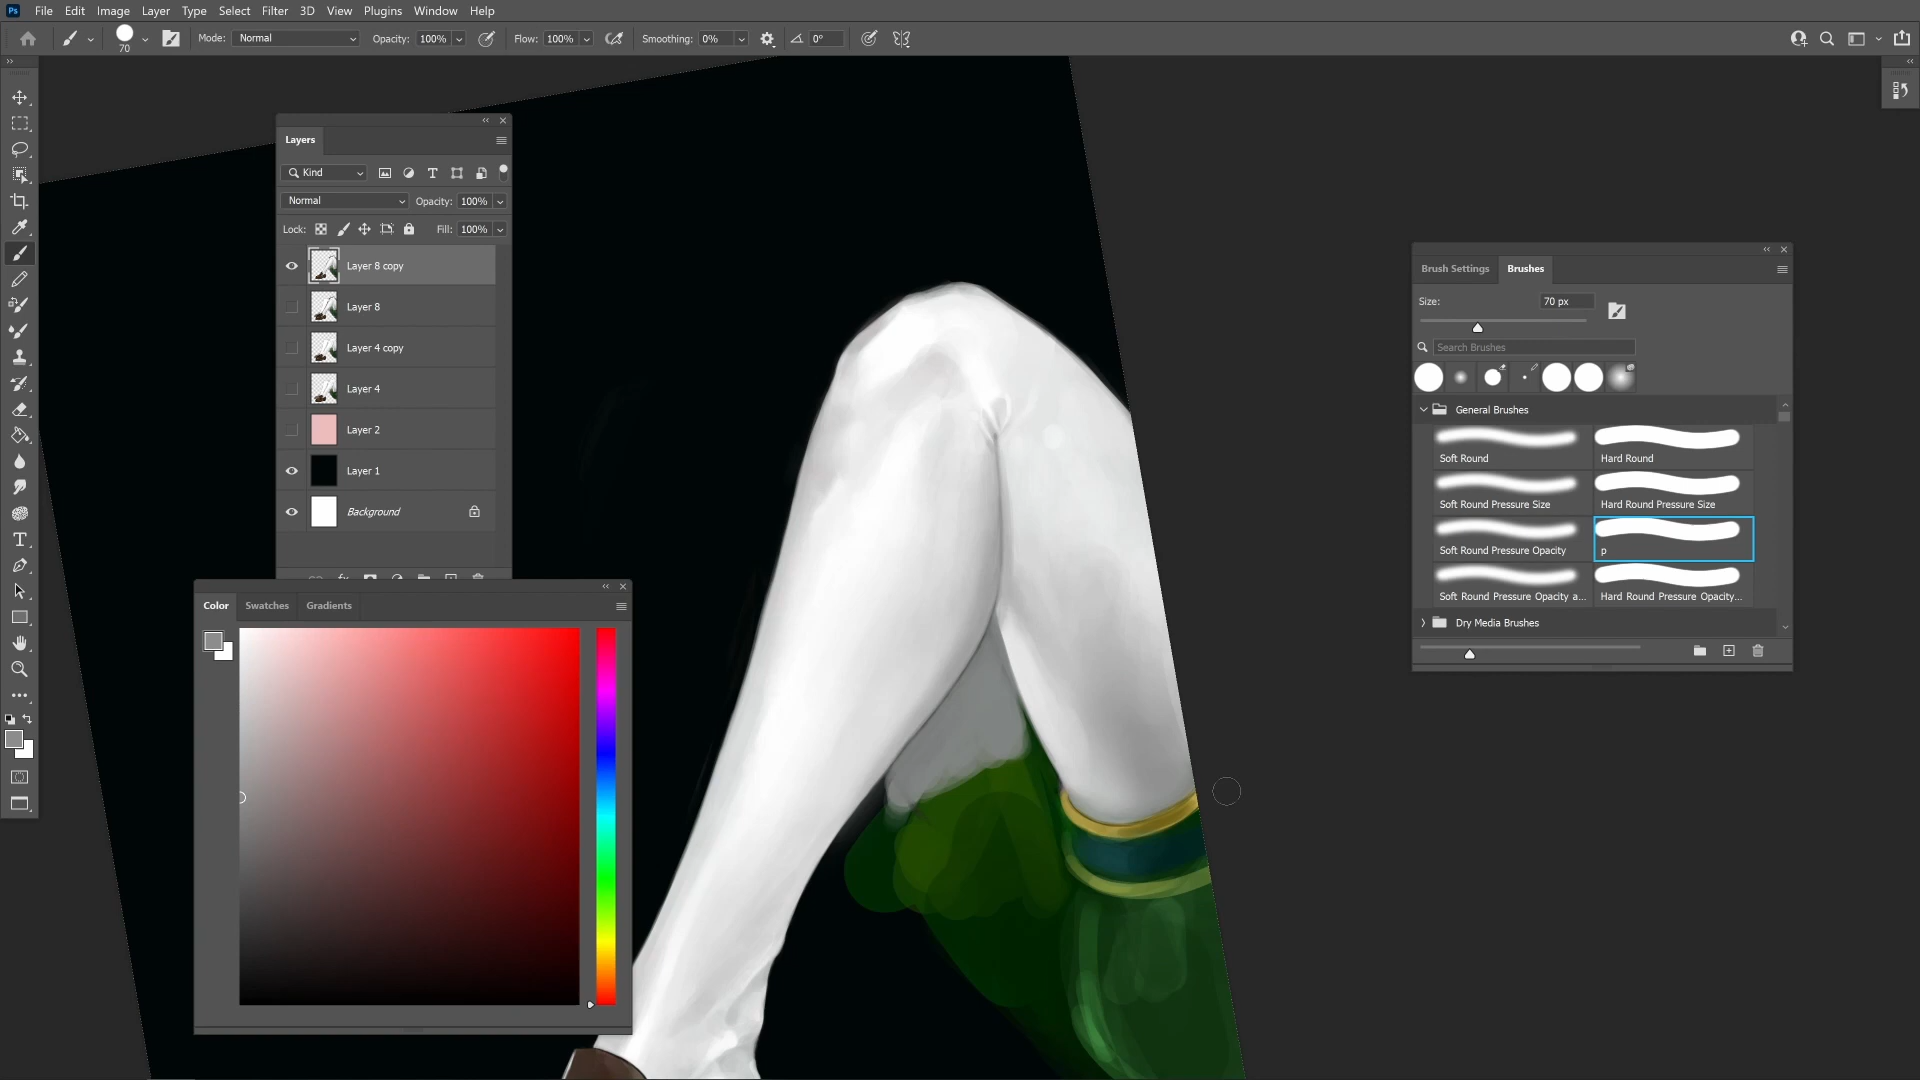 Ps File Edit Image Layer Type Select Filter 3D View Plugins Window Help
70 Mode: Normal Opacity: 100% Flow: 100% Smoothing: 0% 0°
Layers
Kind
Normal Opacity: 100%
Lock: Fill: 100%
Layer 8 copy
Layer 8
Layer 4 copy
Layer 4
Layer 2
Layer 1
Background
Color Swatches Gradients
Brush Settings Brushes
Size: 70 px
Search Brushes
General Brushes
Soft Round Hard Round
Soft Round Pressure Size Hard Round Pressure Size
Soft Round Pressure Opacity p
Soft Round Pressure Opacity a... Hard Round Pressure Opacity...
Dry Media Brushes